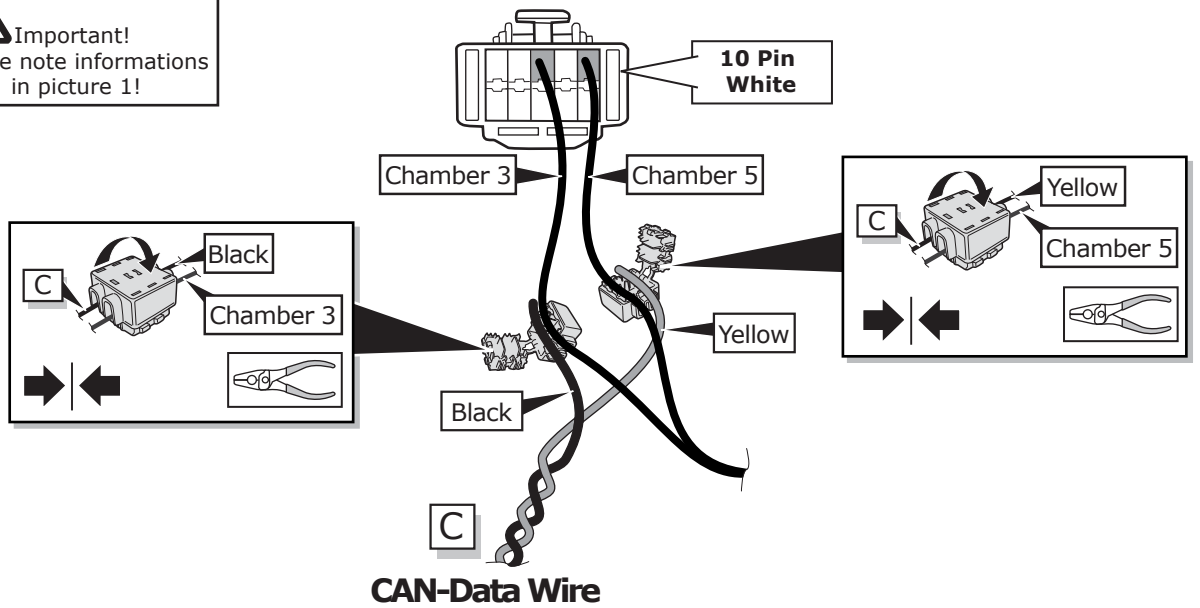 Important!
e note informations
in picture 1!
10 Pin
White
Chamber 3
Chamber 5
C
Black
Chamber 3
C
Yellow
Chamber 5
Yellow
Black
C
CAN-Data Wire